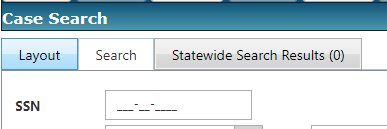 Case Search
Layout Search Statewide Search Results (0)
SSN ___-__-____